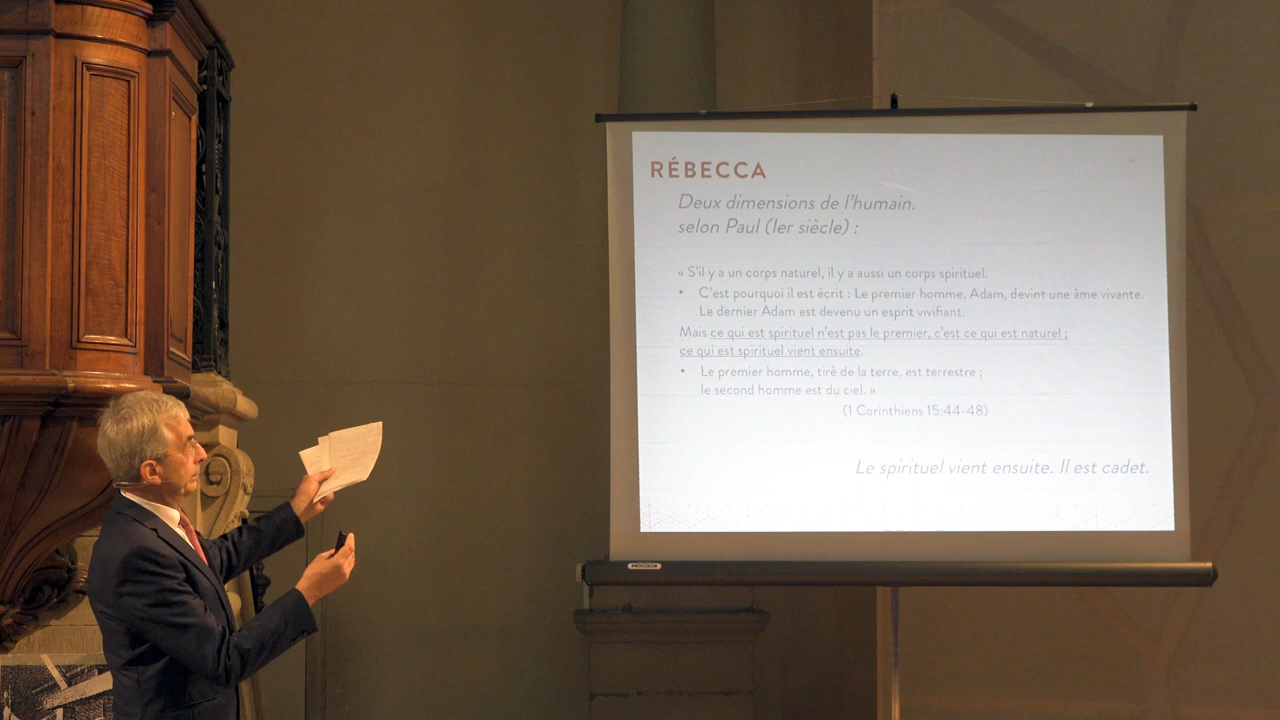 RÉBECCA
Deux dimensions de l'humain.
selon Paul (Ier siècle) :
« S'il y a un corps naturel, il y a aussi un corps spirituel.
• C'est pourquoi il est écrit : Le premier homme, Adam, devint une âme vivante.
Le dernier Adam est devenu un esprit vivifiant.
Mais ce qui est spirituel n'est pas le premier, c'est ce qui est naturel ;
ce qui est spirituel vient ensuite.
• Le premier homme, tiré de la terre, est terrestre ;
le second homme est du ciel. »
(1 Corinthiens 15:44-48)
Le spirituel vient ensuite. Il est cadet.
PROCOLOR